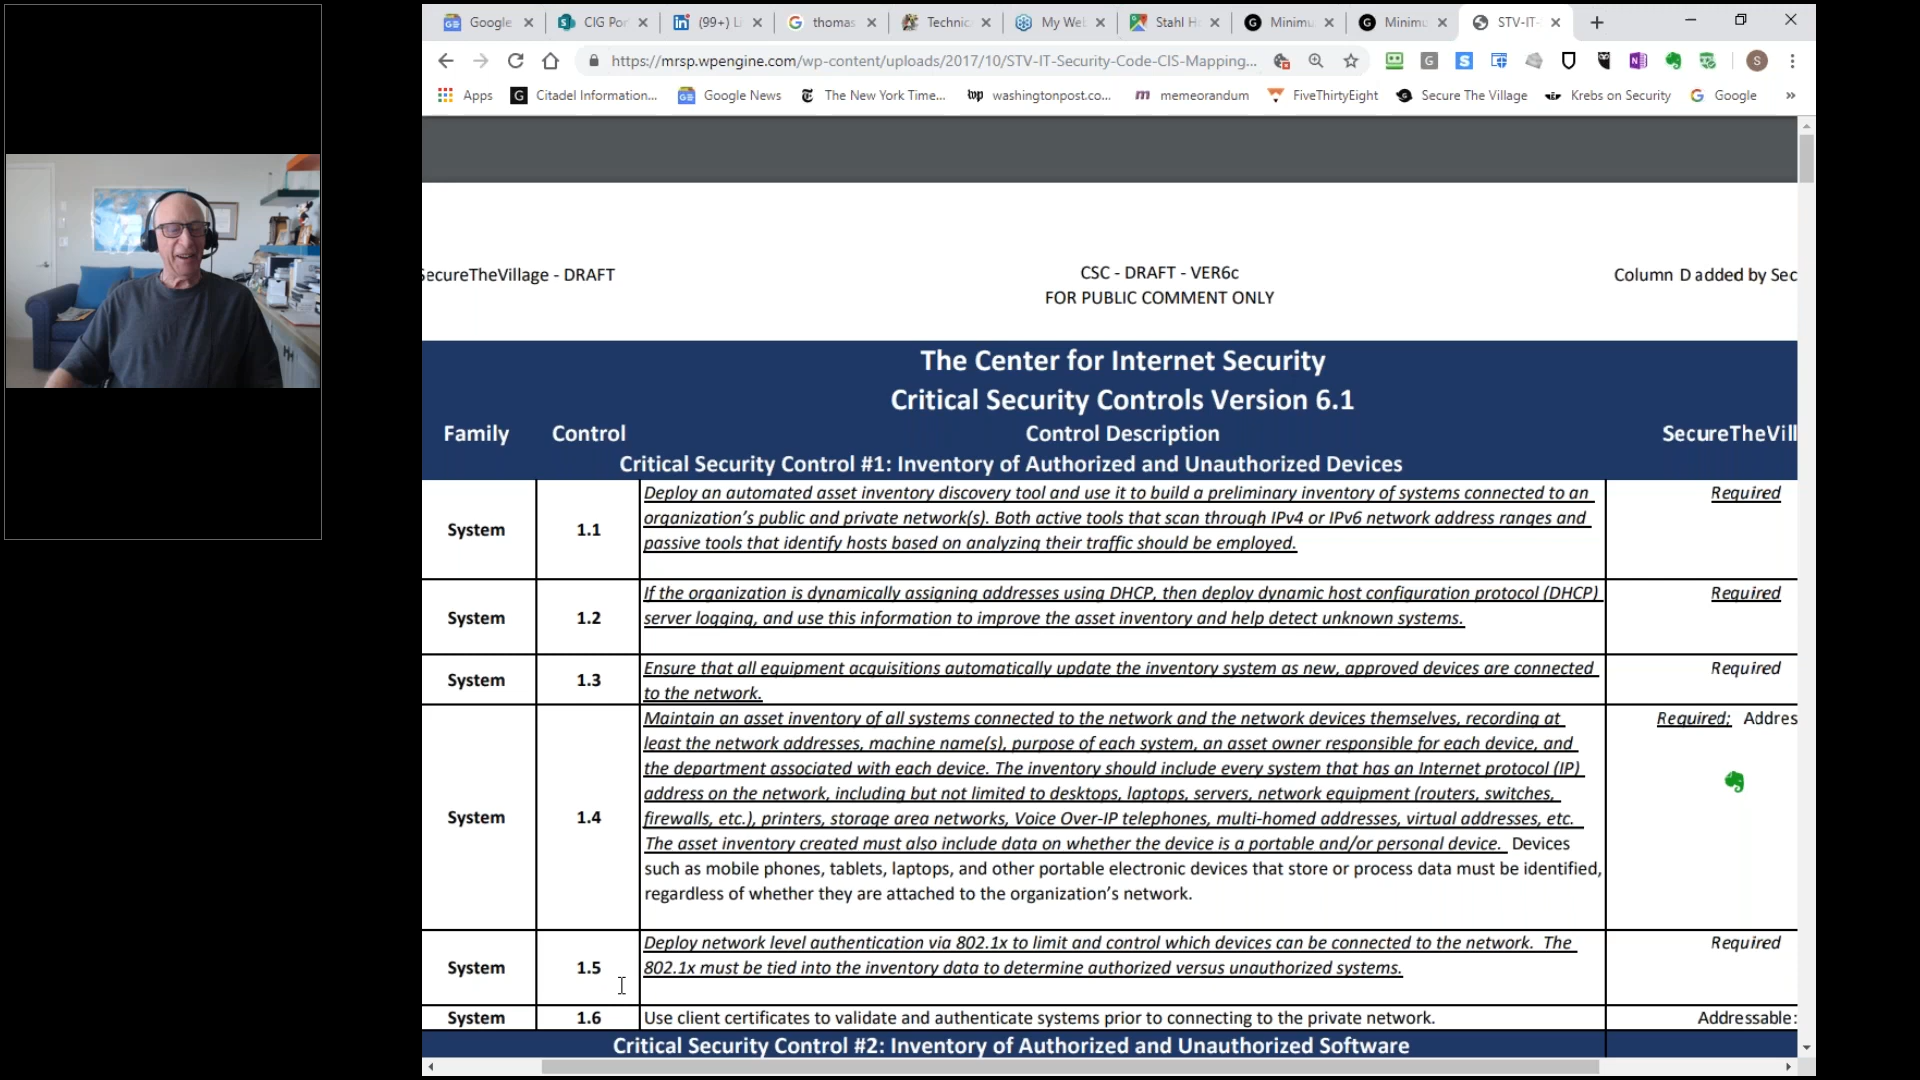 Google
CIG Por
(99+) Li
thomas
Technic
My Web
Stahl H
Minimu
Minimu
STV-IT-
https://mrsp.wpengine.com/wp-content/uploads/2017/10/STV-IT-Security-Code-CIS-Mapping...
Apps
Citadel Information...
Google News
The New York Time...
washingtonpost.co...
memeorandum
FiveThirtyEight
Secure The Village
Krebs on Security
Google
SecureTheVillage - DRAFT
CSC - DRAFT - VER6c
Column D added by Sec
FOR PUBLIC COMMENT ONLY
The Center for Internet Security
Critical Security Controls Version 6.1
Family Control Control Description SecureTheVill
Critical Security Control #1: Inventory of Authorized and Unauthorized Devices
System 1.1
Deploy an automated asset inventory discovery tool and use it to build a preliminary inventory of systems connected to an
organization's public and private network(s). Both active tools that scan through IPv4 or IPv6 network address ranges and
passive tools that identify hosts based on analyzing their traffic should be employed.
Required
System 1.2
If the organization is dynamically assigning addresses using DHCP, then deploy dynamic host configuration protocol (DHCP)
server logging, and use this information to improve the asset inventory and help detect unknown systems.
Required
System 1.3
Ensure that all equipment acquisitions automatically update the inventory system as new, approved devices are connected
to the network.
Required
System 1.4
Maintain an asset inventory of all systems connected to the network and the network devices themselves, recording at
least the network addresses, machine name(s), purpose of each system, an asset owner responsible for each device, and
the department associated with each device. The inventory should include every system that has an Internet protocol (IP)
address on the network, including but not limited to desktops, laptops, servers, network equipment (routers, switches,
firewalls, etc.), printers, storage area networks, Voice Over-IP telephones, multi-homed addresses, virtual addresses, etc.
The asset inventory created must also include data on whether the device is a portable and/or personal device. Devices
such as mobile phones, tablets, laptops, and other portable electronic devices that store or process data must be identified,
regardless of whether they are attached to the organization's network.
Required; Addres
System 1.5
Deploy network level authentication via 802.1x to limit and control which devices can be connected to the network. The
802.1x must be tied into the inventory data to determine authorized versus unauthorized systems.
Required
System 1.6 Use client certificates to validate and authenticate systems prior to connecting to the private network. Addressable:
Critical Security Control #2: Inventory of Authorized and Unauthorized Software